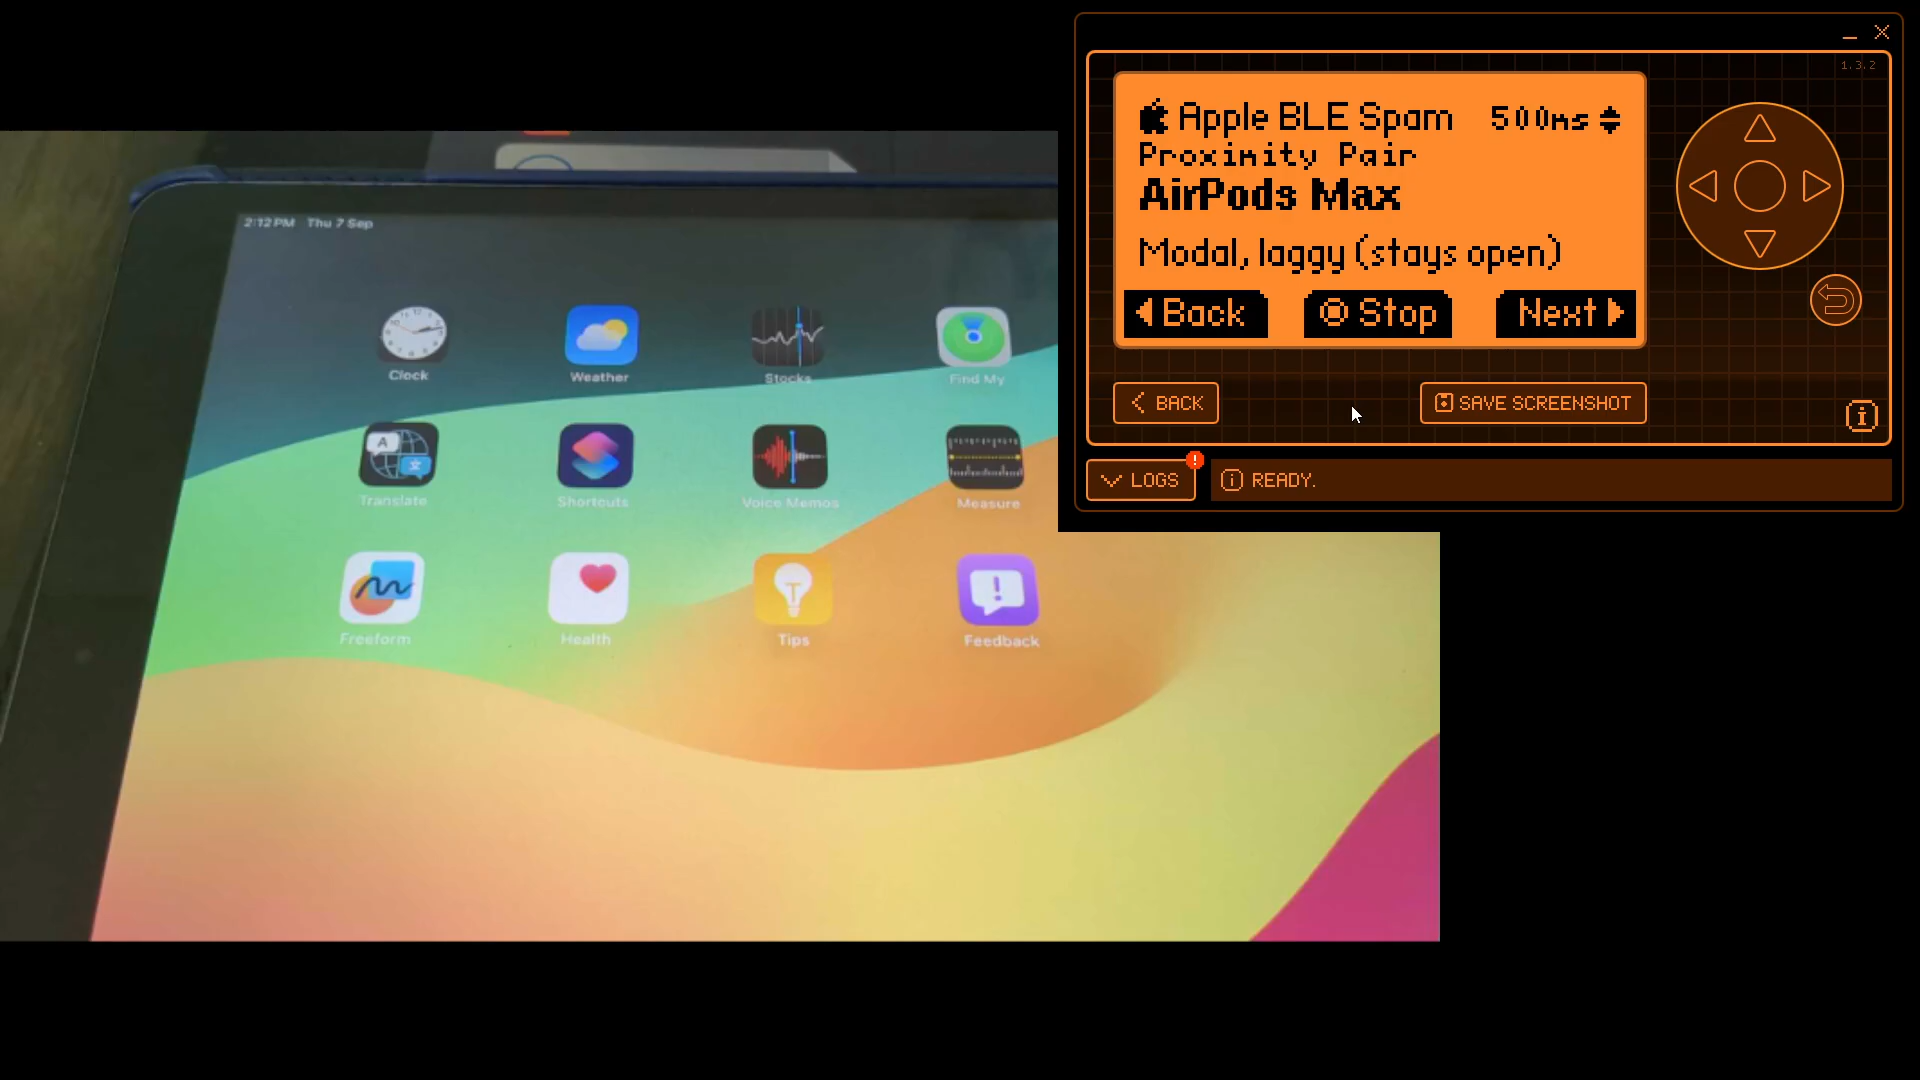 2:12 PM Thu 7 Sep
Clock
Weather
Stocks
Find My
A
文
Translate
Shortcuts
Voice Memos
Measure
Freeform
Health
Tips
Feedback
1.3.2
Apple BLE Spam 500ms
Proximity Pair
AirPods Max
Modal, laggy (stays open)
Back
Stop
Next
BACK
SAVE SCREENSHOT
LOGS
READY.